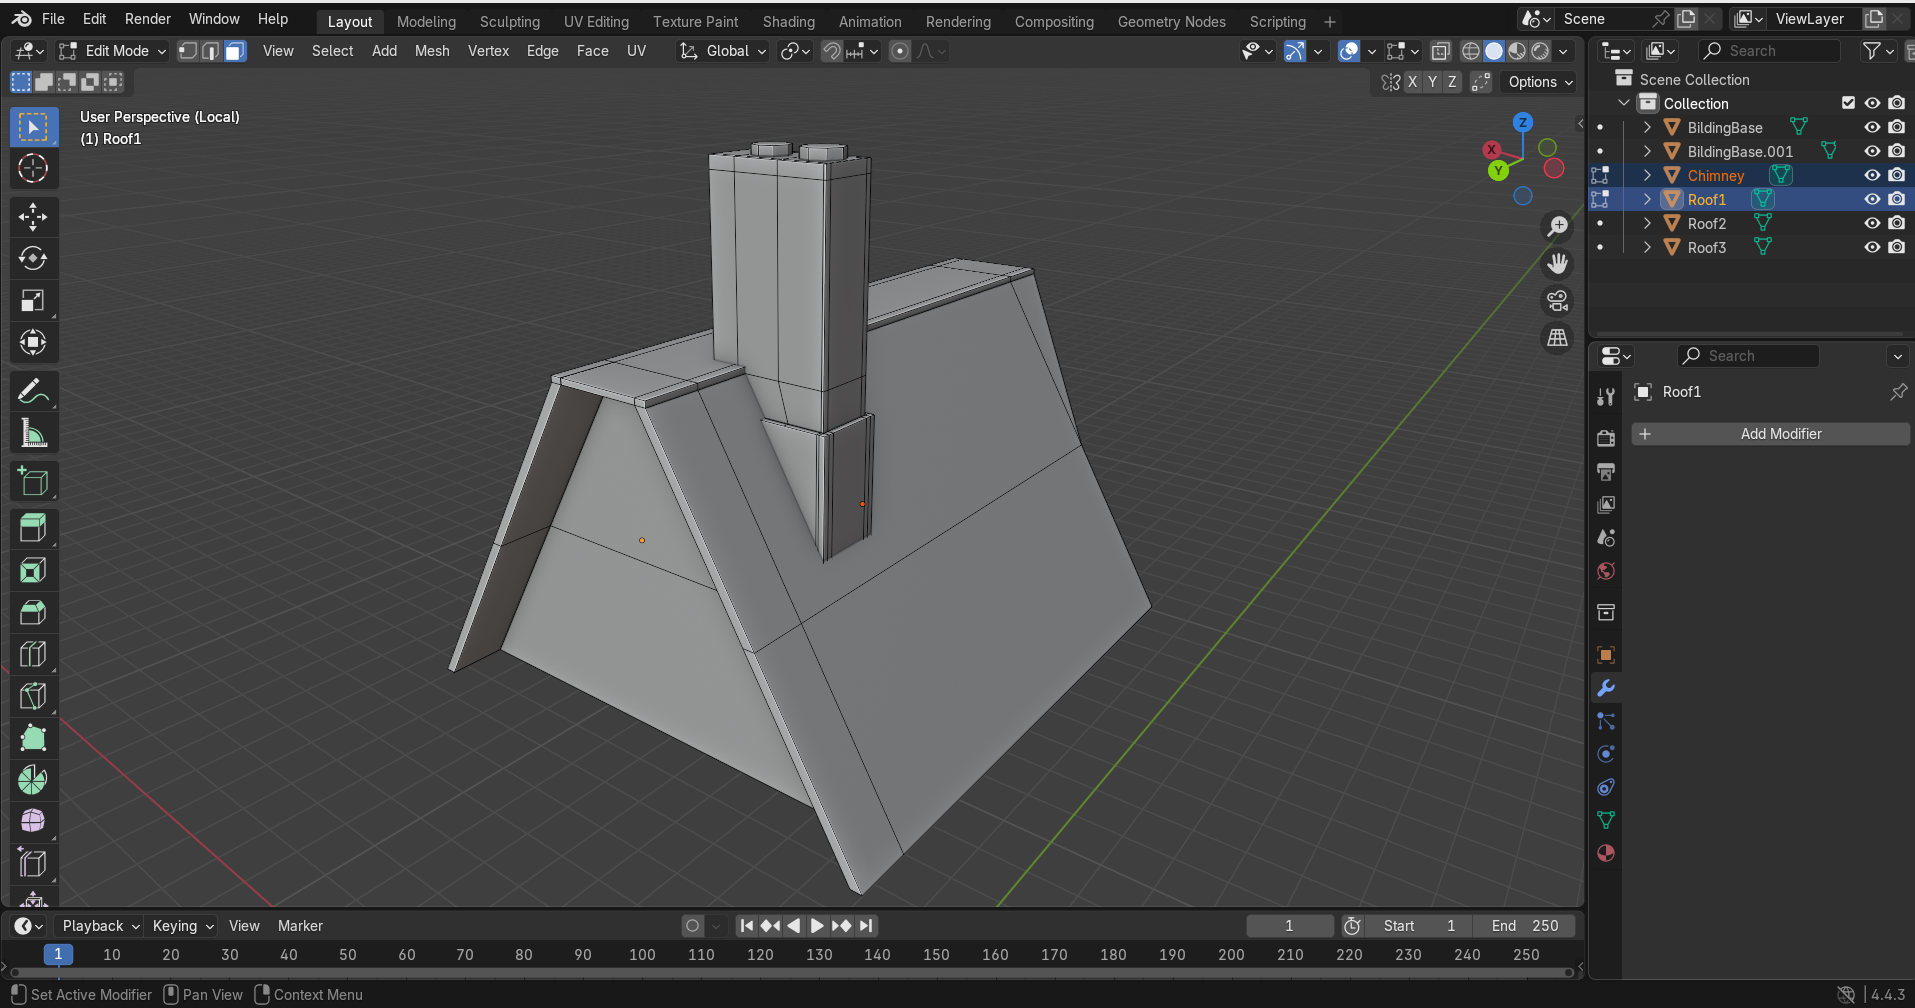 File Edit Render Window Help Layout Modeling Sculpting UV Editing Texture Paint Shading Animation Rendering Compositing Geometry Nodes Scripting + Scene ViewLayer
Edit Mode View Select Add Mesh Vertex Edge Face UV Global Search
X Y Z Options
Scene Collection
Collection
User Perspective (Local)
(1) Roof1
Z
X
Y
BildingBase
BildingBase.001
Chimney
Roof1
Roof2
Roof3
Search
Roof1
+ Add Modifier
Playback Keying View Marker 1 Start 1 End 250
1 10 20 30 40 50 60 70 80 90 100 110 120 130 140 150 160 170 180 190 200 210 220 230 240 250
Set Active Modifier Pan View Context Menu 4.4.3